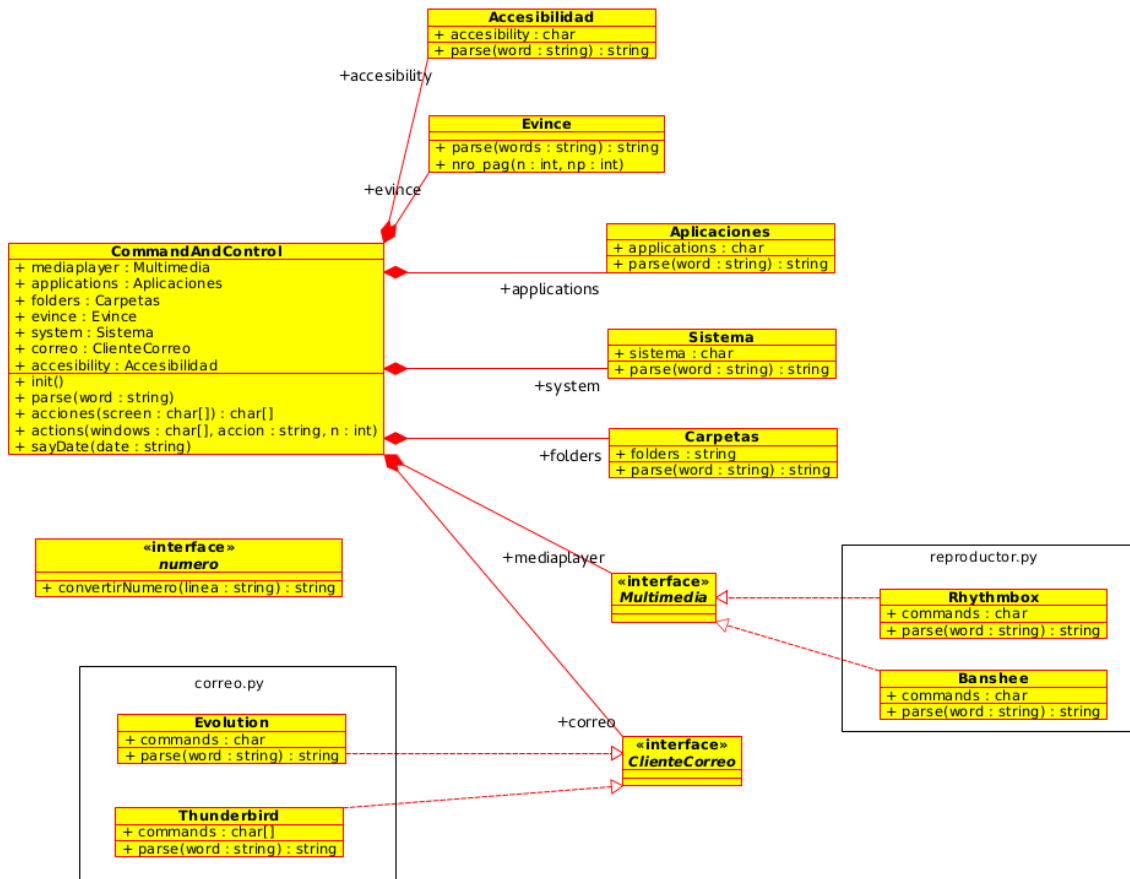 Accesibilidad
+ accesibility : char
+ parse(word : string) : string
+accesibility
Evince
+ parse(words : string) : string
+ nro_pag(n : int, np : int)
+evince
CommandAndControl
+ mediaplayer : Multimedia
+ applications : Aplicaciones
+ folders : Carpetas
+ evince : Evince
+ system : Sistema
+ correo : ClienteCorreo
+ accesibility : Accesibilidad
+ init()
+ parse(word : string)
+ acciones(screen : char[]) : char[]
+ actions(windows : char[], accion : string, n : int)
+ sayDate(date : string)
Aplicaciones
+ applications : char
+ parse(word : string) : string
+applications
Sistema
+ sistema : char
+ parse(word : string) : string
+system
Carpetas
+ folders : string
+ parse(word : string) : string
+folders
«interface»
numero
+ convertirNumero(linea : string) : string
+mediaplayer
«interface»
Multimedia
reproductor.py
Rhythmbox
+ commands : char
+ parse(word : string) : string
Banshee
+ commands : char
+ parse(word : string) : string
correo.py
Evolution
+ commands : char
+ parse(word : string) : string
Thunderbird
+ commands : char[]
+ parse(word : string) : string
+correo
«interface»
ClienteCorreo